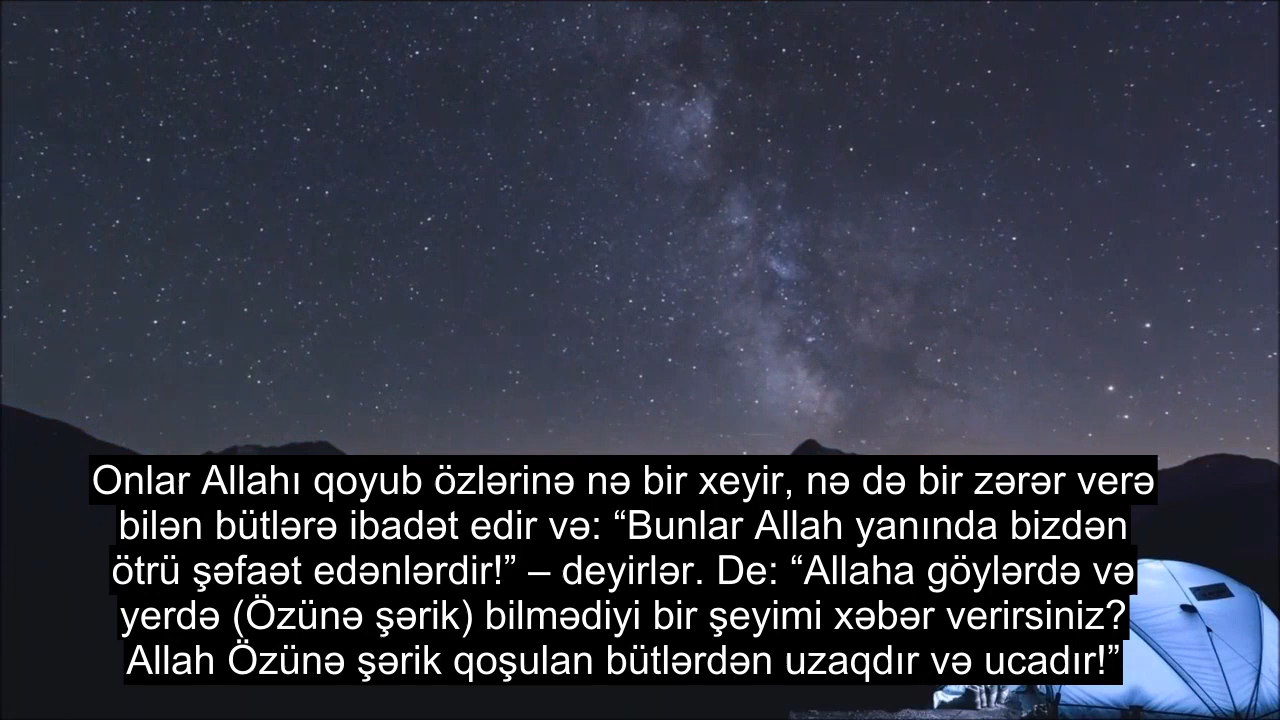 Onlar Allahı qoyub özlərinə nə bir xeyir, nə də bir zərər verə
bilən bütlərə ibadət edir və: “Bunlar Allah yanında bizdən
ötrü şəfaət edənlərdir!” – deyirlər. De: “Allaha göylərdə və
yerdə (Özünə şərik) bilmədiyi bir şeyimi xəbər verirsiniz?
Allah Özünə şərik qoşulan bütlərdən uzaqdır və ucadır!”